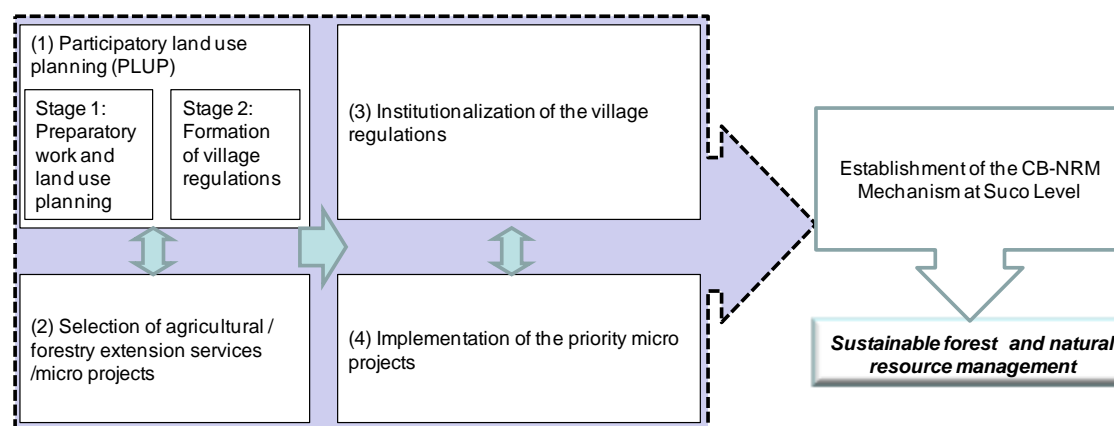 (1) Participatory land use
planning (PLUP)
Stage 1:
Preparatory
work and
land use
planning
Stage 2:
Formation
of village
regulations
(2) Selection of agricultural /
forestry extension services
/micro projects
(3) Institutionalization of the village
regulations
(4) Implementation of the priority micro
projects
Establishment of the CB-NRM
Mechanism at Suco Level
Sustainable forest and natural
resource management